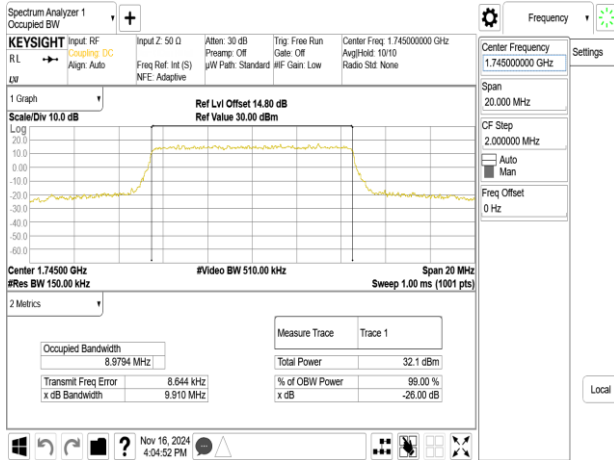 Spectrum Analyzer 1
Occupied BW
Frequency
KEYSIGHT
RL
LXI
Input: RF
Coupling: DC
Align: Auto
Input Z: 50 Ω
Freq Ref: Int (S)
NFE: Adaptive
Atten: 30 dB
Preamp: Off
µW Path: Standard
Trig: Free Run
Gate: Off
#IF Gain: Low
Center Freq: 1.745000000 GHz
Avg|Hold: 10/10
Radio Std: None
Center Frequency
1.745000000 GHz
Settings
Span
20.000 MHz
CF Step
2.000000 MHz
Auto
Man
Freq Offset
0 Hz
Local
1 Graph
Scale/Div 10.0 dB
Ref Lvl Offset 14.80 dB
Ref Value 30.00 dBm
Log
20.0
10.0
0.00
-10.0
-20.0
-30.0
-40.0
-50.0
-60.0
Center 1.74500 GHz
#Video BW 510.00 kHz
Span 20 MHz
#Res BW 150.00 kHz
Sweep 1.00 ms (1001 pts)
2 Metrics
Measure Trace Trace 1
Occupied Bandwidth
8.9794 MHz
Total Power 32.1 dBm
Transmit Freq Error 8.644 kHz
% of OBW Power 99.00 %
x dB Bandwidth 9.910 MHz
x dB -26.00 dB
?
Nov 16, 2024
4:04:52 PM